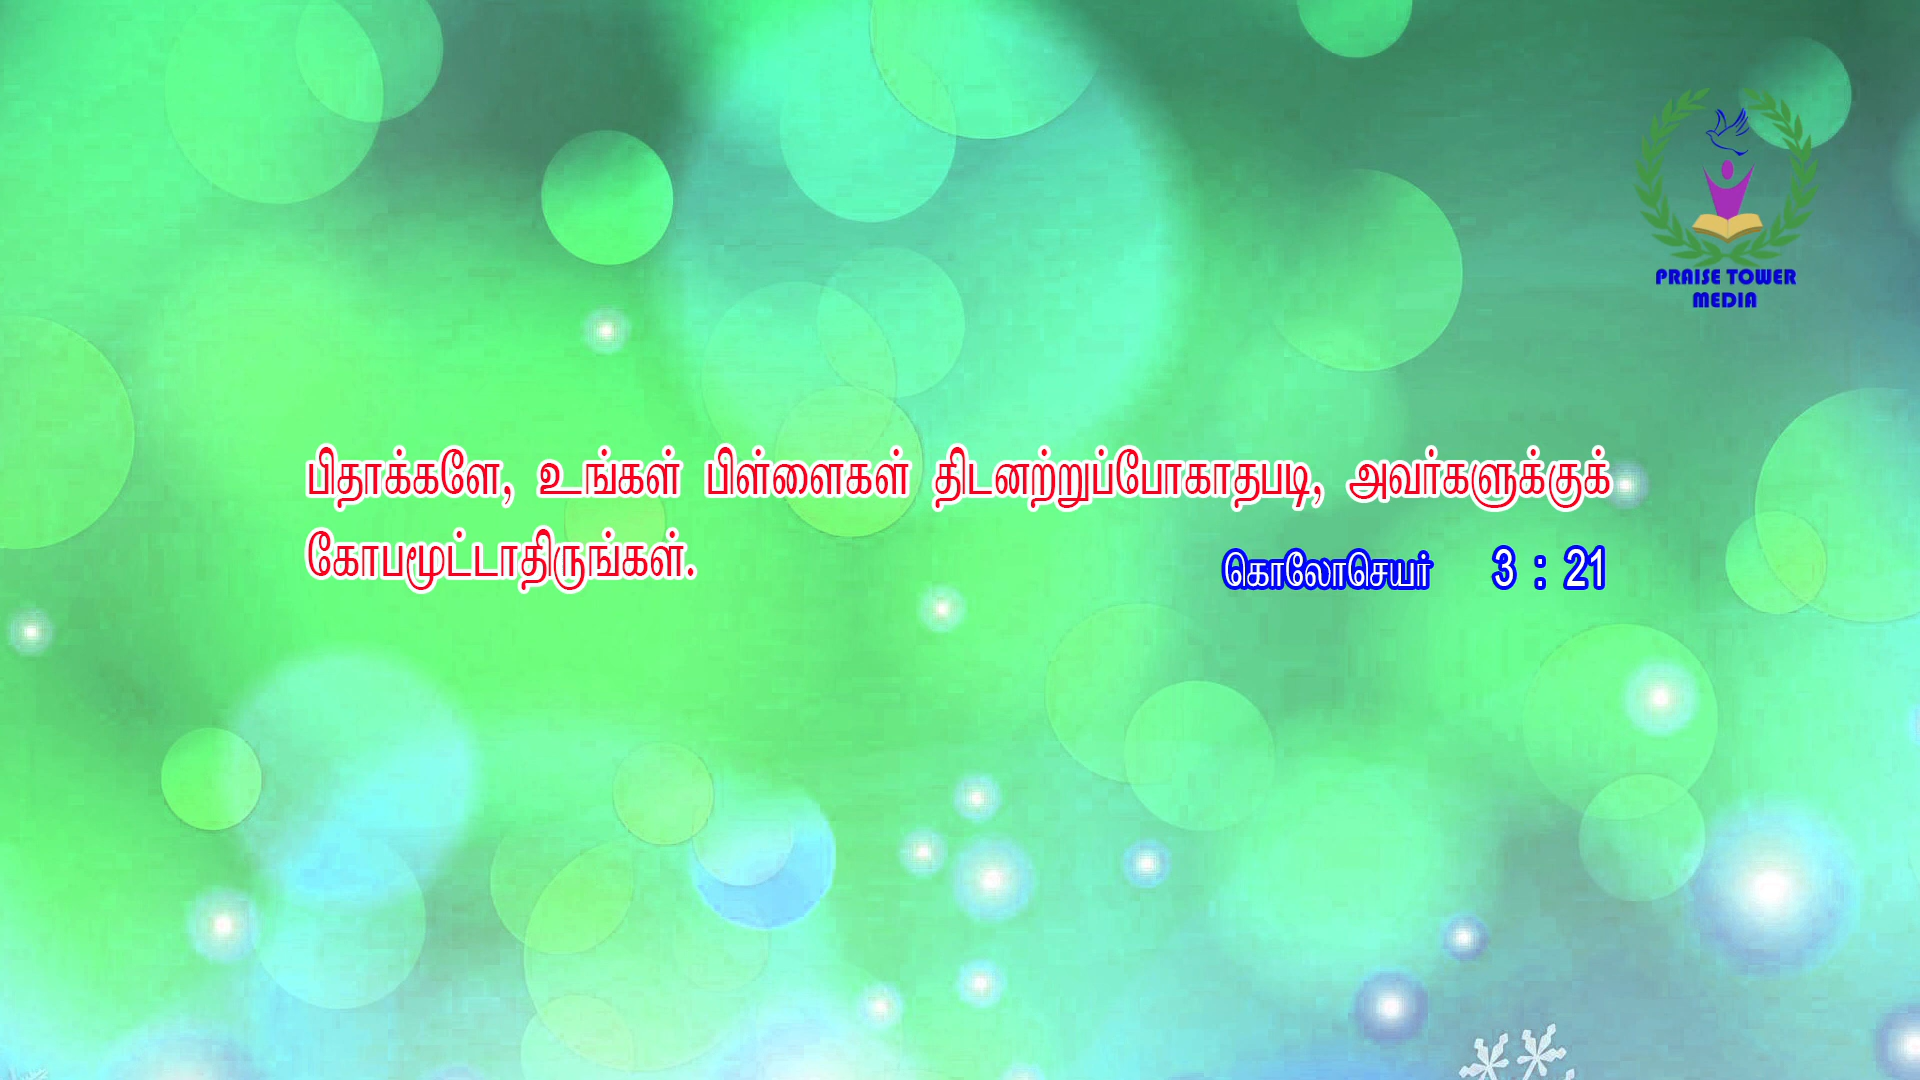 PRAISE TOWER
MEDIA
பிதாக்களே, உங்கள் பிள்ளைகள் திடனற்றுப்போகாதபடி, அவர்களுக்குக்
கோபமூட்டாதிருங்கள்.
கொலோசெயர் 3 : 21